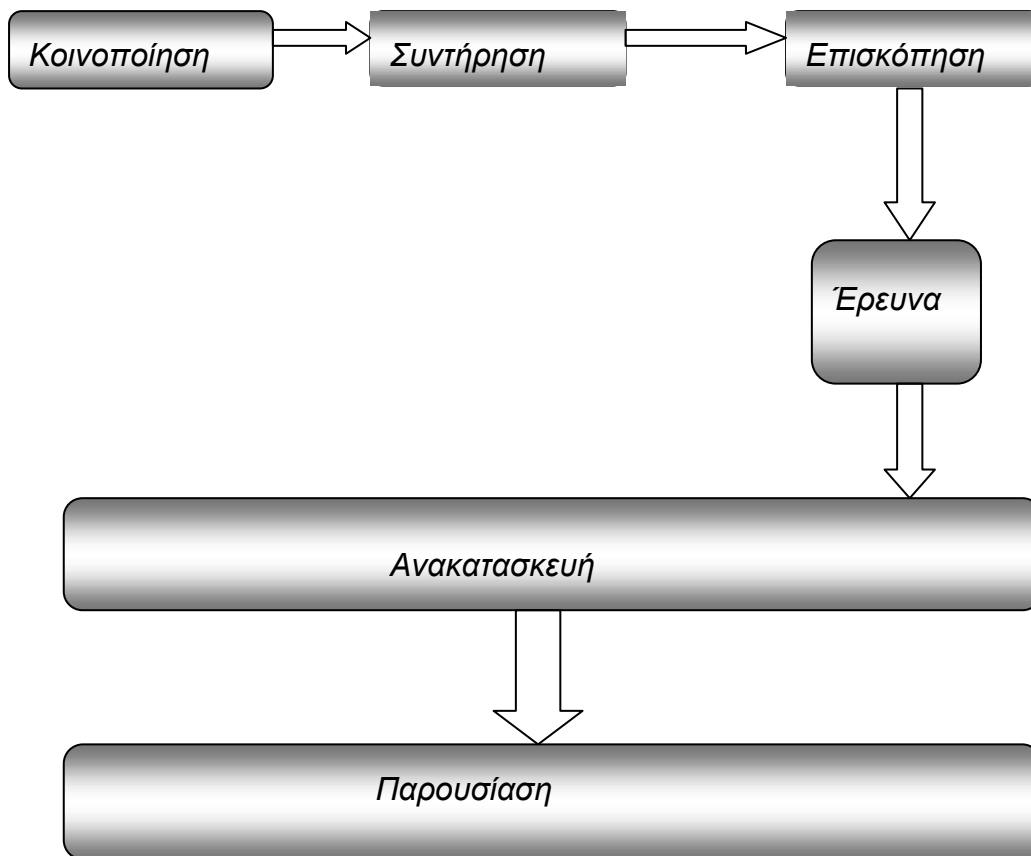 Κοινοποίηση
Συντήρηση
Επισκόπηση
Έρευνα
Ανακατασκευή
Παρουσίαση